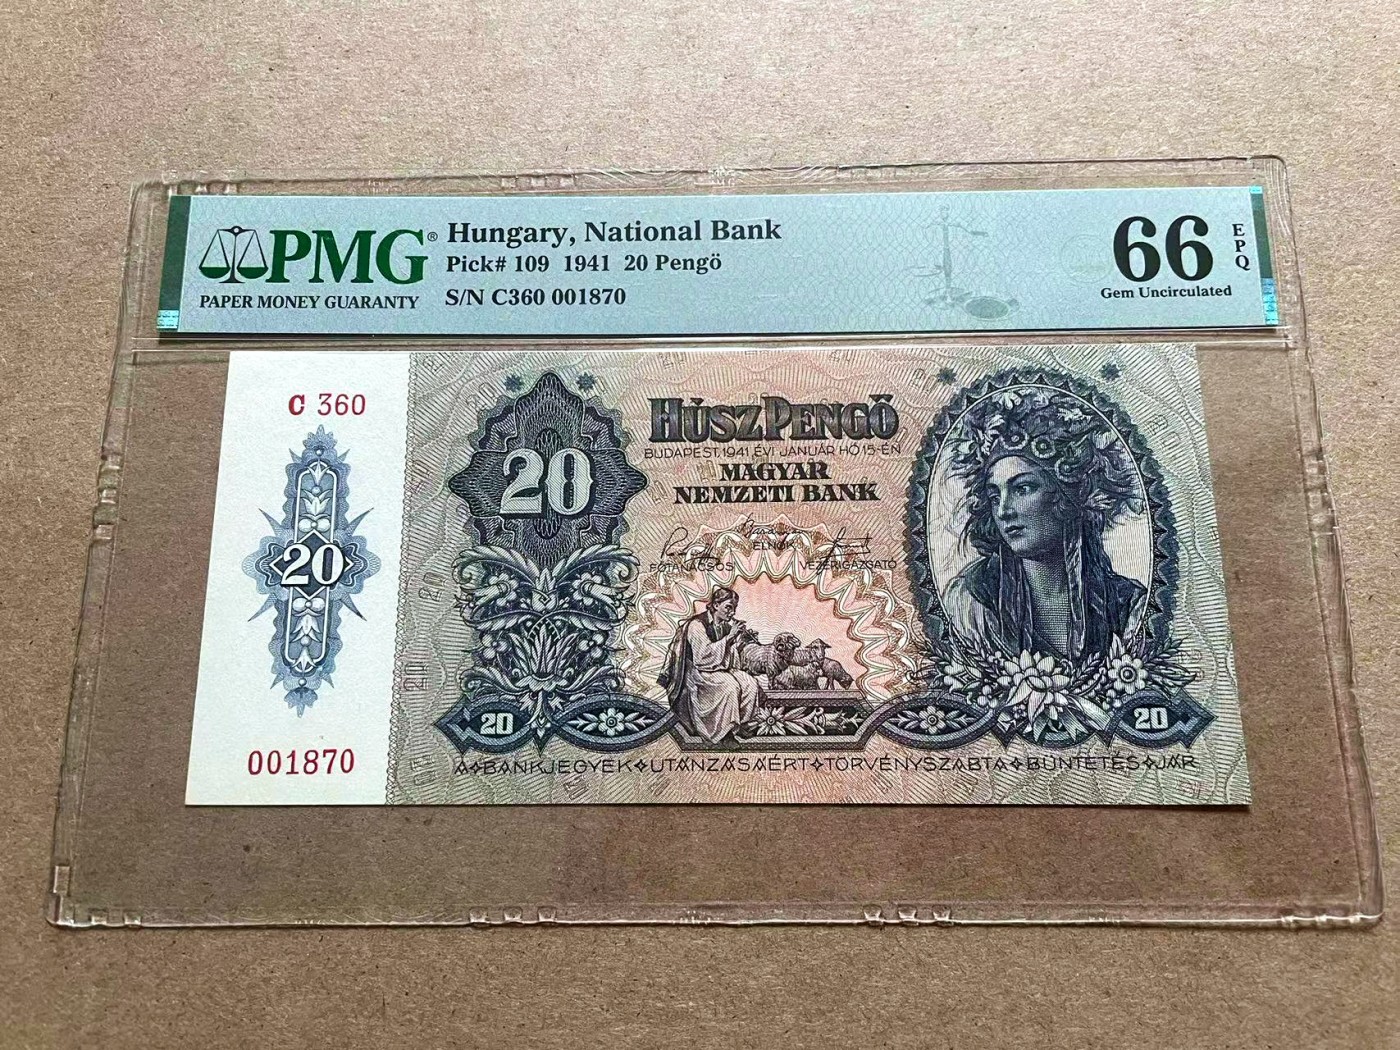 PMG®
PAPER MONEY GUARANTY
Hungary, National Bank
Pick# 109 1941 20 Pengö
S/N C360 001870
66
EPQ
Gem Uncirculated
C 360
20
001870
20
HÚSZ PENGŐ
BUDAPEST, 1941. ÉVI JANUÁR HÓ 15-ÉN
MAGYAR
NEMZETI BANK
ELNÖK
FŐTANÁCSOS
VEZÉRIGAZGATÓ
20
20
A BANKJEGYEK UTÁNZÁSÁÉRT TÖRVÉNYSZABTA BÜNTETÉS JÁR